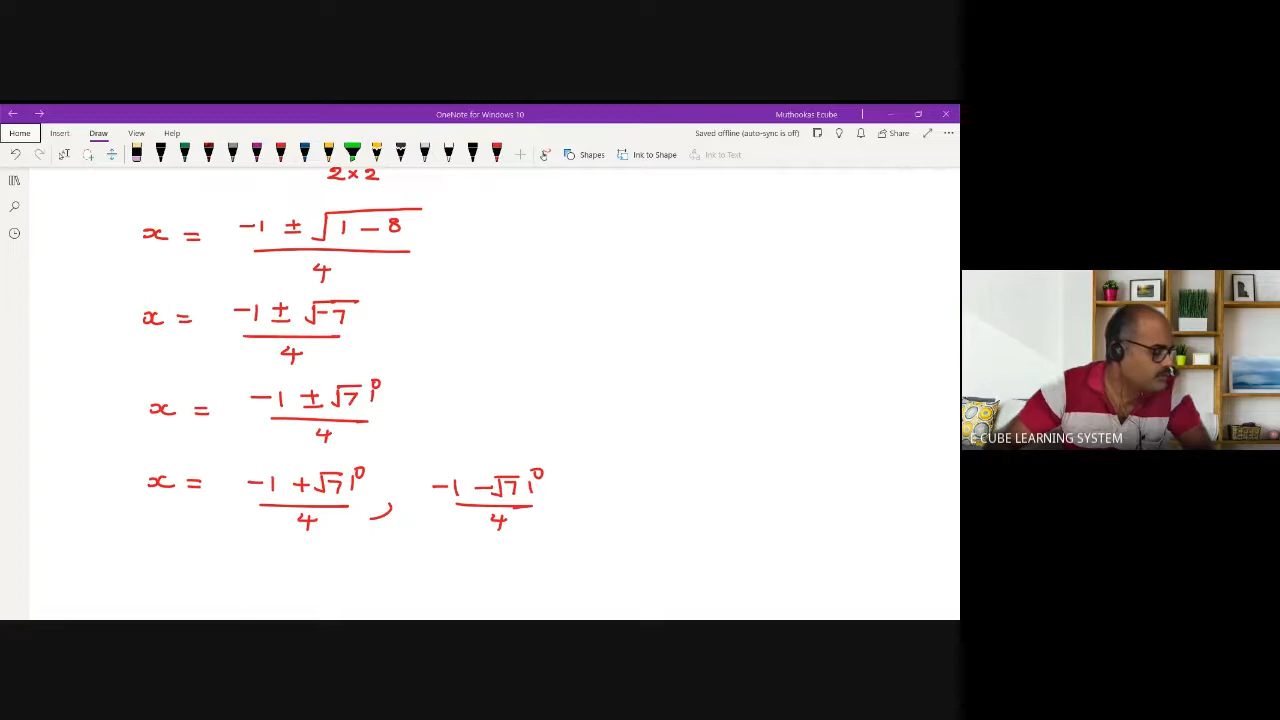 OneNote for Windows 10
Muthookas Ecube
Home Insert Draw View Help
Saved offline (auto-sync is off)
Share
Shapes
Ink to Shape
Ink to Text
2 × 2
x = (-1 ± √(1 - 8)) / 4
x = (-1 ± √-7) / 4
x = (-1 ± √7 i) / 4
x = (-1 + √7 i) / 4 , (-1 - √7 i) / 4
E CUBE LEARNING SYSTEM